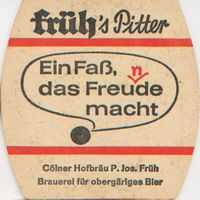 früh's Pitter
Ein Faß, n
das Freude
macht
Cölner Hofbräu P. Jos. Früh
Brauerei für obergäriges Bier